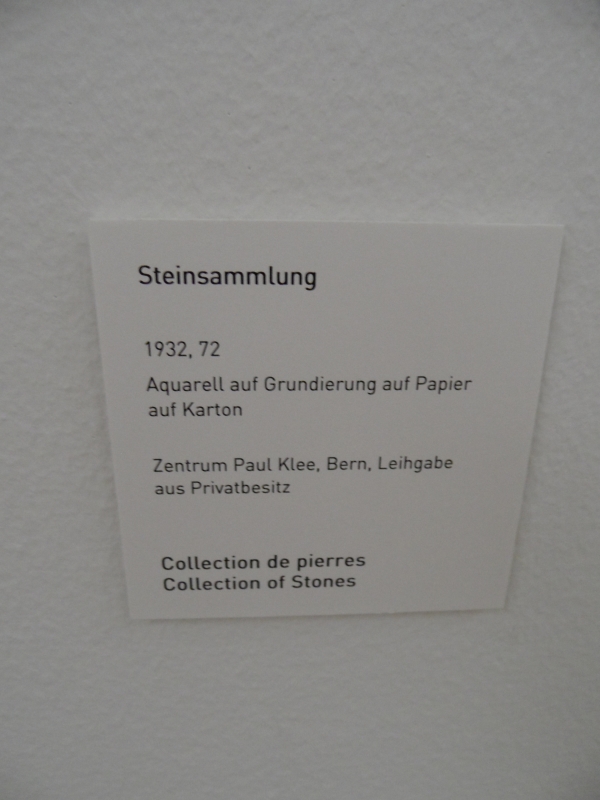 Steinsammlung
1932, 72
Aquarell auf Grundierung auf Papier
auf Karton
Zentrum Paul Klee, Bern, Leihgabe
aus Privatbesitz
Collection de pierres
Collection of Stones